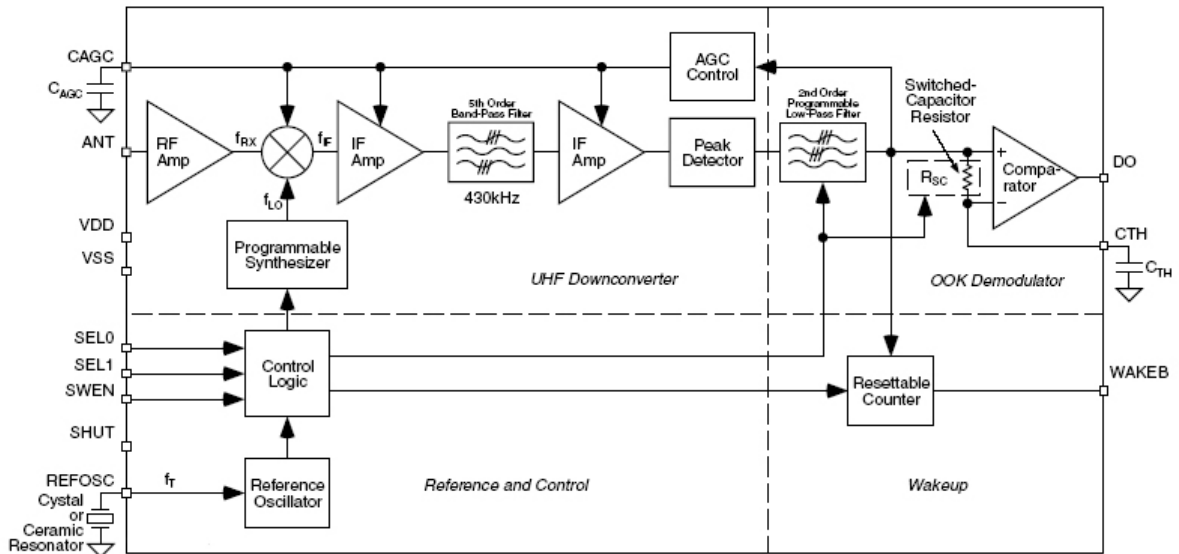 CAGC
C AGC
AGC
Control
ANT
RF
Amp
fRX
fIF
IF
Amp
5th Order
Band-Pass Filter
430kHz
IF
Amp
Peak
Detector
2nd Order
Programmable
Low-Pass Filter
Switched-
Capacitor
Resistor
RSC
+
Compa-
rator
–
DO
fLO
VDD
VSS
Programmable
Synthesizer
UHF Downconverter
OOK Demodulator
CTH
CTH
SEL0
SEL1
SWEN
Control
Logic
Resettable
Counter
WAKEB
SHUT
REFOSC
fT
Reference
Oscillator
Reference and Control
Wakeup
Cystal
or
Ceramic
Resonator